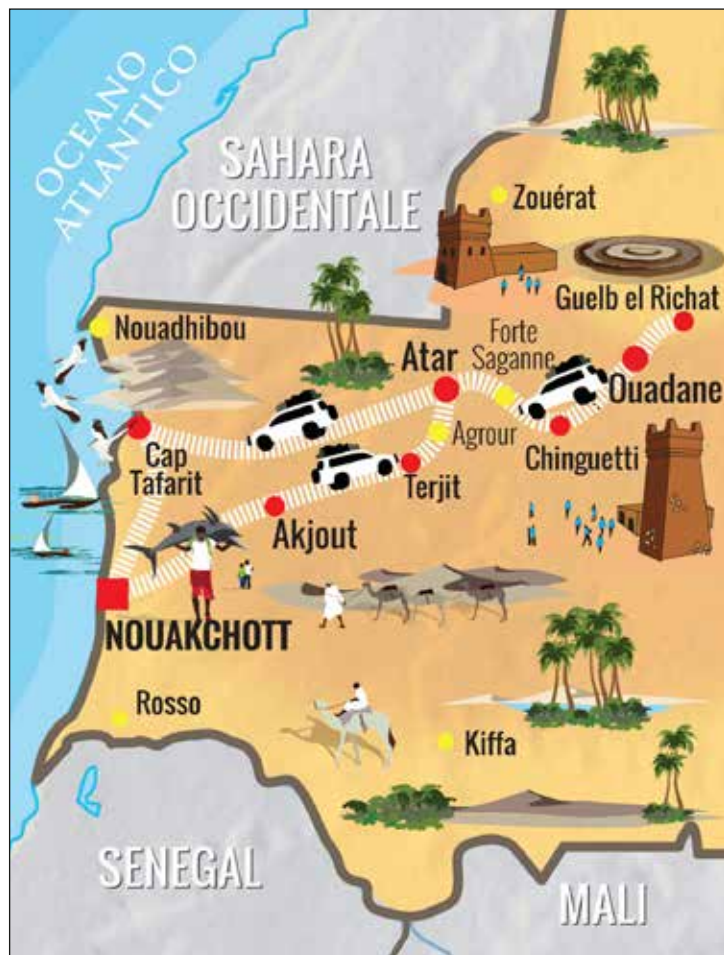 OCEANO
ATLANTICO
SAHARA
OCCIDENTALE
Zouérat
Guelb el Richat
Nouadhibou
Forte
Saganne
Atar
Ouadane
Agrour
Chinguetti
Cap
Tafarit
Terjit
Akjout
NOUAKCHOTT
Rosso
Kiffa
SENEGAL
MALI